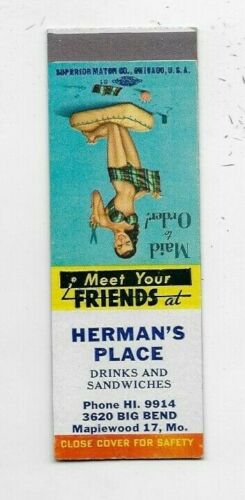 SUPERIOR MATCH CO., CHICAGO, U.S.A.
Maid
to
Order!
Meet Your
FRIENDS at
HERMAN'S
PLACE
DRINKS AND
SANDWICHES
Phone HI. 9914
3620 BIG BEND
Maplewood 17, Mo.
CLOSE COVER FOR SAFETY